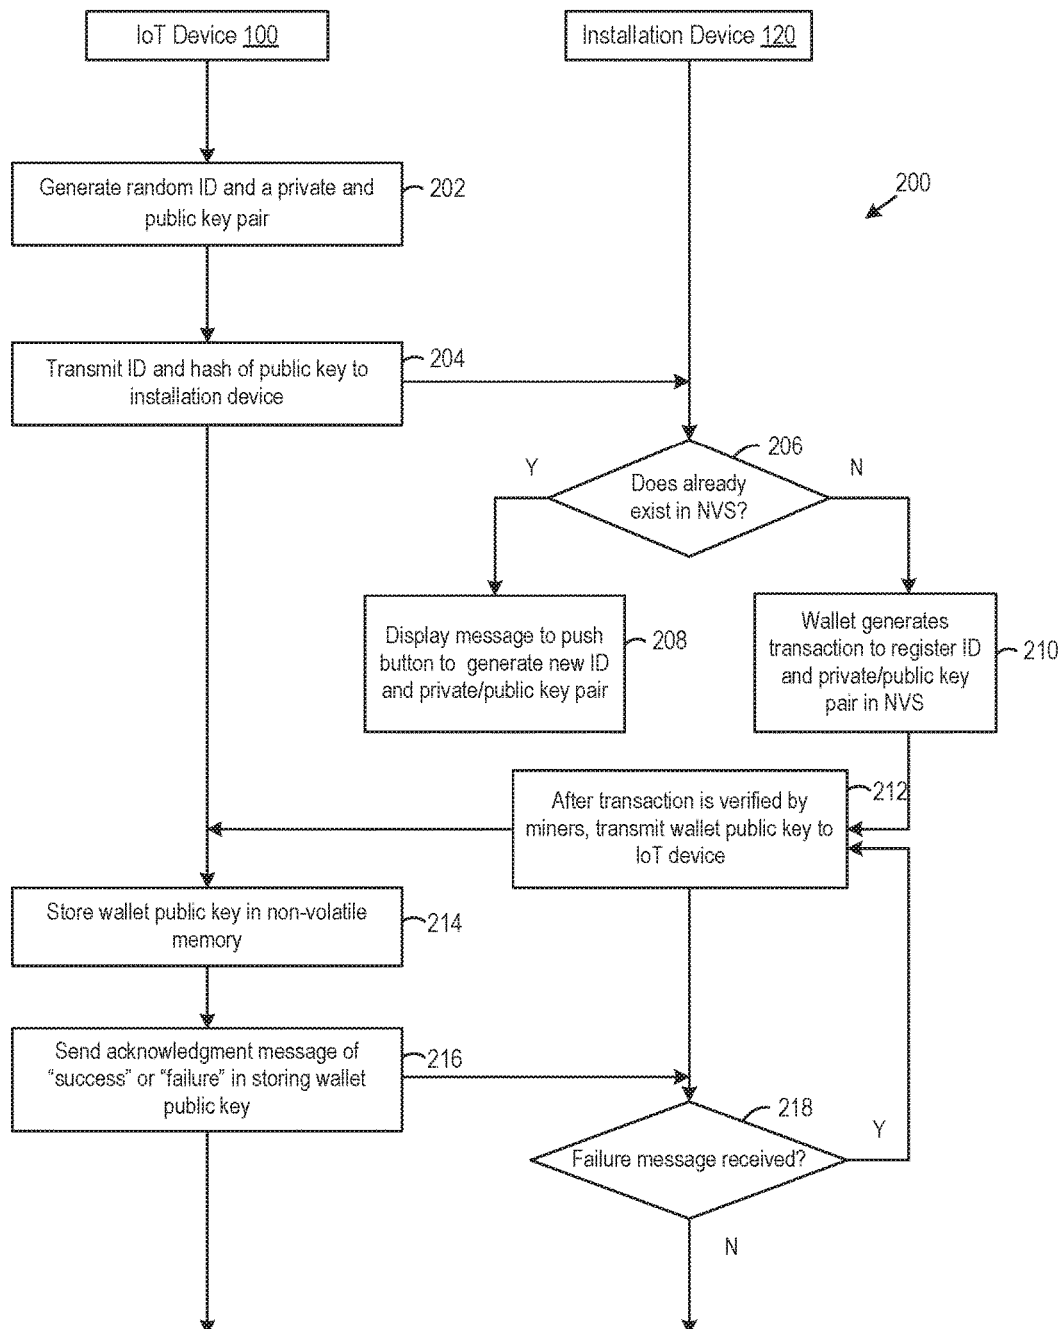 IoT Device 100
Installation Device 120
Generate random ID and a private and
public key pair
202
200
Transmit ID and hash of public key to
installation device
204
206
Y
N
Does already
exist in NVS?
Display message to push
button to generate new ID
and private/public key pair
208
Wallet generates
transaction to register ID
and private/public key
pair in NVS
210
After transaction is verified by
miners, transmit wallet public key to
IoT device
212
Store wallet public key in non-volatile
memory
214
Send acknowledgment message of
“success” or “failure” in storing wallet
public key
216
218
Failure message received?
Y
N